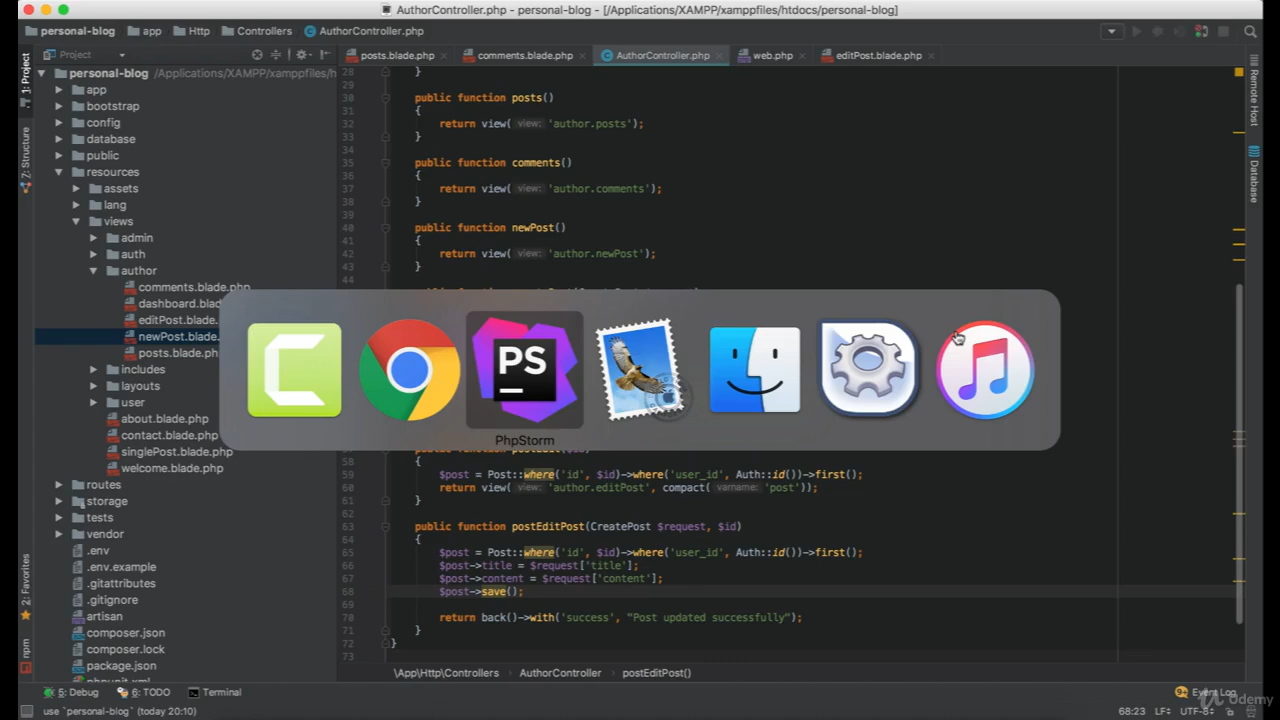 AuthorController.php - personal-blog - [/Applications/XAMPP/xamppfiles/htdocs/personal-blog]
personal-blog app Http Controllers AuthorController.php
Project
posts.blade.php comments.blade.php AuthorController.php web.php editPost.blade.php
1: Project
Z: Structure
2: Favorites
npm
personal-blog /Applications/XAMPP/xamppfiles/h
app
bootstrap
config
database
public
resources
assets
lang
views
admin
auth
author
comments.blade.php
dashboard.blad
editPost.blade.
newPost.blade.
posts.blade.ph
includes
layouts
user
about.blade.php
contact.blade.php
singlePost.blade.php
welcome.blade.php
routes
storage
tests
vendor
.env
.env.example
.gitattributes
.gitignore
artisan
composer.json
composer.lock
package.json
28 }
29
30 public function posts()
31 {
32 return view( view: 'author.posts');
33 }
34
35 public function comments()
36 {
37 return view( view: 'author.comments');
38 }
39
40 public function newPost()
41 {
42 return view( view: 'author.newPost');
43 }
44
PS
PhpStorm
58 {
59 $post = Post::where('id', $id)->where('user_id', Auth::id())->first();
60 return view( view: 'author.editPost', compact( varname: 'post'));
61 }
62
63 public function postEditPost(CreatePost $request, $id)
64 {
65 $post = Post::where('id', $id)->where('user_id', Auth::id())->first();
66 $post->title = $request['title'];
67 $post->content = $request['content'];
68 $post->save();
69
70 return back()->with('success', "Post updated successfully");
71 }
72 }
73
\App\Http\Controllers AuthorController postEditPost()
Remote Host
Database
5: Debug 6: TODO Terminal
9+ Event Log
use `personal-blog` (today 20:10)
68:23 LF UTF-8
Udemy